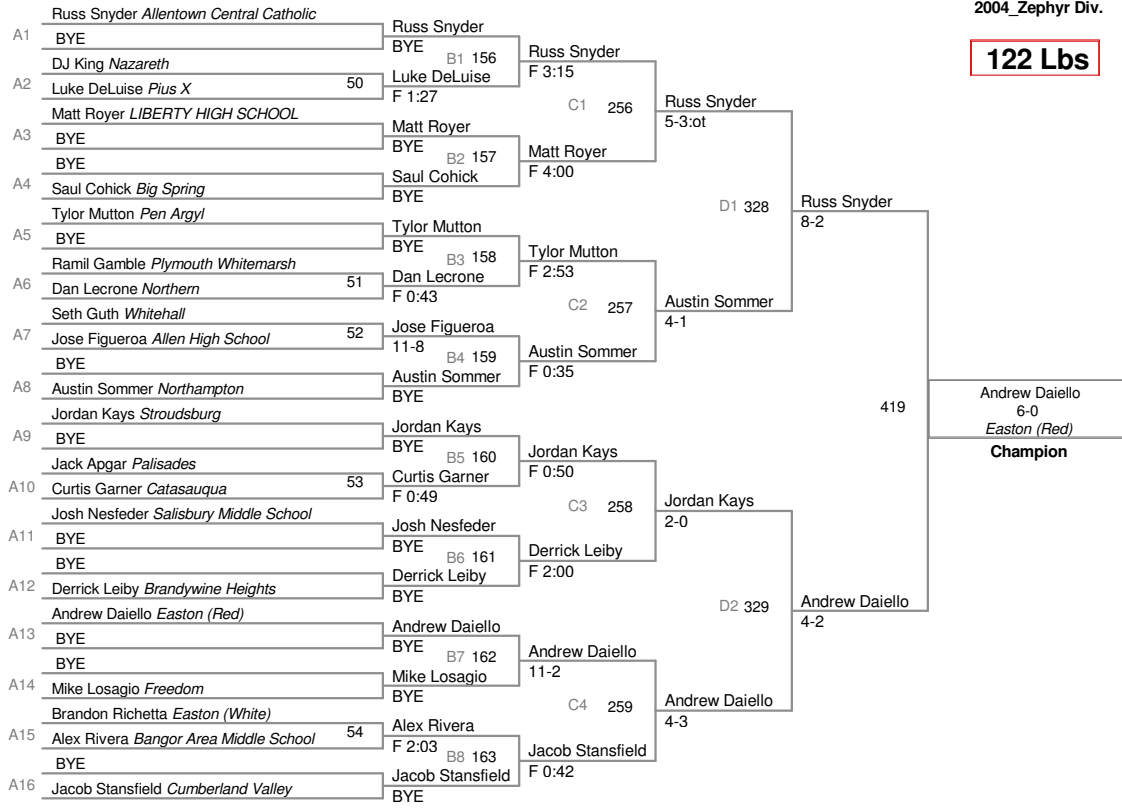 2004_Zephyr Div.
122 Lbs
A1
Russ Snyder Allentown Central Catholic
BYE
A2
DJ King Nazareth
Luke DeLuise Pius X
50
A3
Matt Royer LIBERTY HIGH SCHOOL
BYE
A4
BYE
Saul Cohick Big Spring
A5
Tylor Mutton Pen Argyl
BYE
A6
Ramil Gamble Plymouth Whitemarsh
Dan Lecrone Northern
51
A7
Seth Guth Whitehall
Jose Figueroa Allen High School
52
A8
BYE
Austin Sommer Northampton
A9
Jordan Kays Stroudsburg
BYE
A10
Jack Apgar Palisades
Curtis Garner Catasauqua
53
A11
Josh Nesfeder Salisbury Middle School
BYE
A12
BYE
Derrick Leiby Brandywine Heights
A13
Andrew Daiello Easton (Red)
BYE
A14
BYE
Mike Losagio Freedom
A15
Brandon Richetta Easton (White)
Alex Rivera Bangor Area Middle School
54
A16
BYE
Jacob Stansfield Cumberland Valley
Russ Snyder
BYE
B1 156
Luke DeLuise
F 1:27
Matt Royer
BYE
B2 157
Saul Cohick
BYE
Tylor Mutton
BYE
B3 158
Dan Lecrone
F 0:43
Jose Figueroa
11-8
B4 159
Austin Sommer
BYE
Jordan Kays
BYE
B5 160
Curtis Garner
F 0:49
Josh Nesfeder
BYE
B6 161
Derrick Leiby
BYE
Andrew Daiello
BYE
B7 162
Mike Losagio
BYE
Alex Rivera
F 2:03
B8 163
Jacob Stansfield
BYE
Russ Snyder
F 3:15
C1 256
Matt Royer
F 4:00
Tylor Mutton
F 2:53
C2 257
Austin Sommer
F 0:35
Jordan Kays
F 0:50
C3 258
Derrick Leiby
F 2:00
Andrew Daiello
11-2
C4 259
Jacob Stansfield
F 0:42
Russ Snyder
5-3:ot
D1 328
Austin Sommer
4-1
Jordan Kays
2-0
D2 329
Andrew Daiello
4-3
Russ Snyder
8-2
419
Andrew Daiello
4-2
Andrew Daiello
6-0
Easton (Red)
Champion